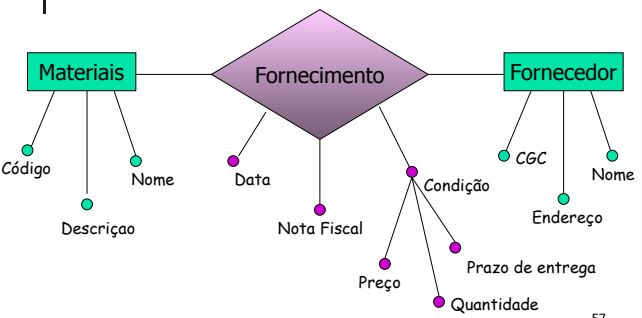 Materiais
Fornecimento
Fornecedor
Código
Nome
Descriçao
Data
Nota Fiscal
Condição
CGC
Nome
Endereço
Preço
Prazo de entrega
Quantidade